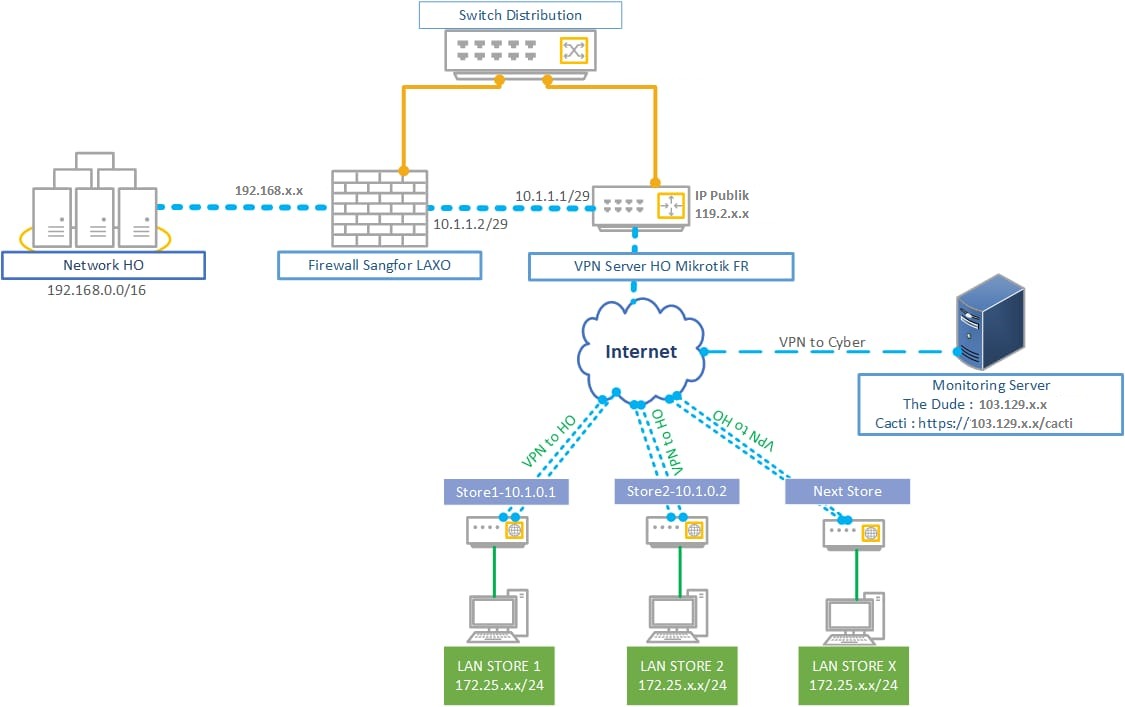 Switch Distribution
192.168.x.x
10.1.1.1/29
IP Publik
119.2.x.x
10.1.1.2/29
Network HO
192.168.0.0/16
Firewall Sangfor LAXO
VPN Server HO Mikrotik FR
Internet
VPN to Cyber
Monitoring Server
The Dude : 103.129.x.x
Cacti : https://103.129.x.x/cacti
VPN to HO
VPN to HO
VPN to HO
Store1-10.1.0.1
Store2-10.1.0.2
Next Store
LAN STORE 1
172.25.x.x/24
LAN STORE 2
172.25.x.x/24
LAN STORE X
172.25.x.x/24